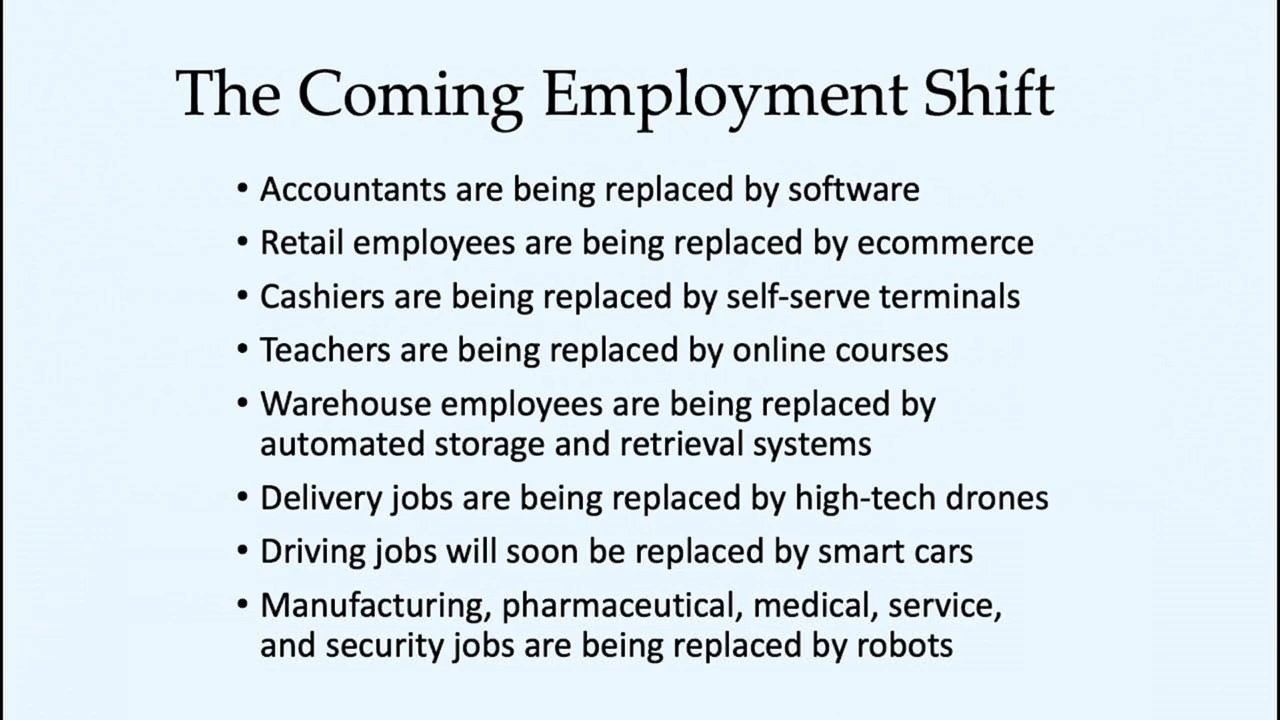 The Coming Employment Shift
• Accountants are being replaced by software
• Retail employees are being replaced by ecommerce
• Cashiers are being replaced by self-serve terminals
• Teachers are being replaced by online courses
• Warehouse employees are being replaced by
automated storage and retrieval systems
• Delivery jobs are being replaced by high-tech drones
• Driving jobs will soon be replaced by smart cars
• Manufacturing, pharmaceutical, medical, service,
and security jobs are being replaced by robots